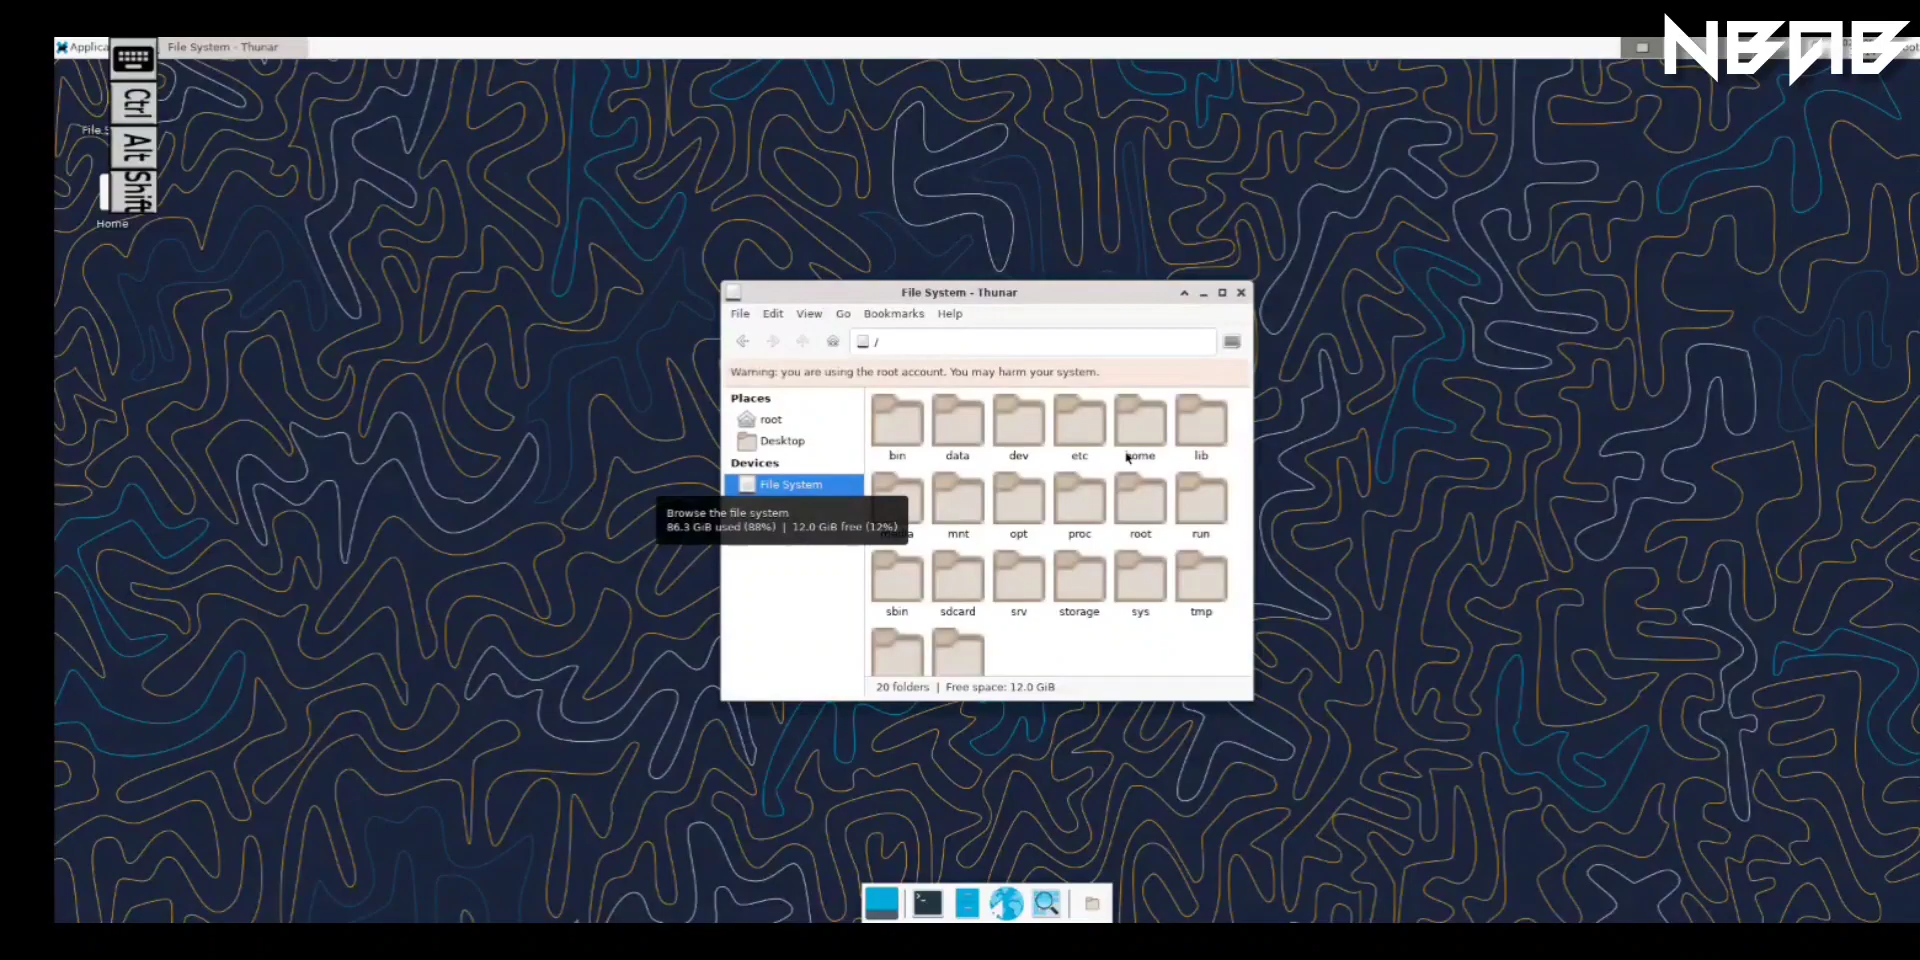 Applica
File System - Thunar
NBAB
Ctrl
Alt
Shift
File S
Home
File System - Thunar
File Edit View Go Bookmarks Help
/
Warning: you are using the root account. You may harm your system.
Places
root
Desktop
Devices
File System
Browse the file system
86.3 GiB used (88%) | 12.0 GiB free (12%)
bin data dev etc home lib
media mnt opt proc root run
sbin sdcard srv storage sys tmp
20 folders | Free space: 12.0 GiB